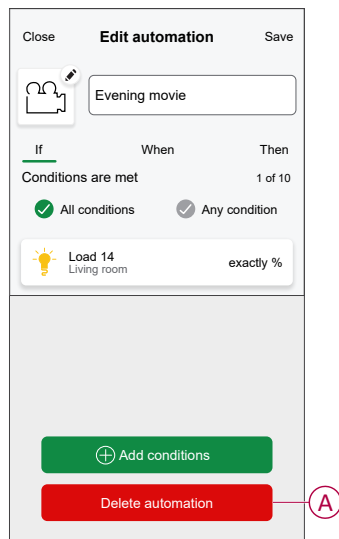 Close Edit automation Save
Evening movie
If When Then
Conditions are met 1 of 10
All conditions Any condition
Load 14
Living room
exactly %
Add conditions
Delete automation
A